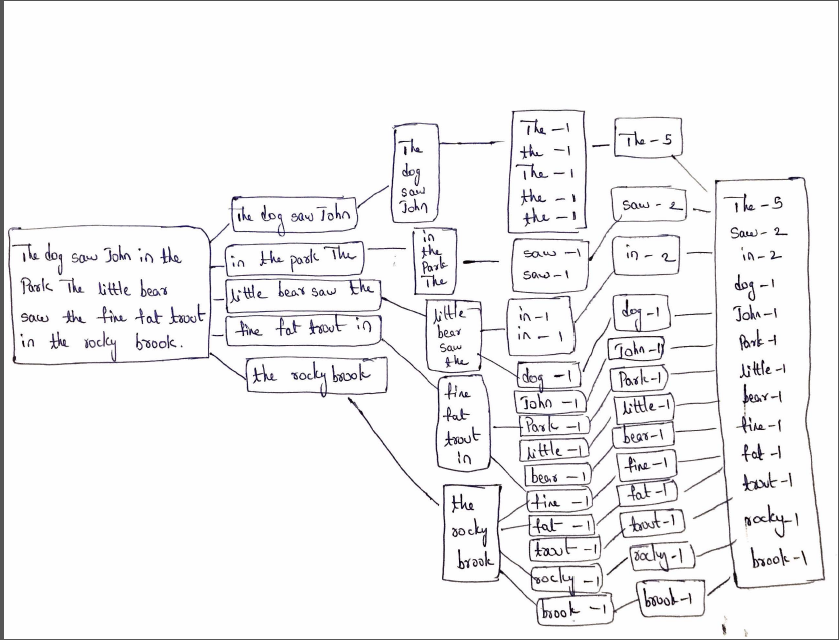 The dog saw John in the
Park The little bear
saw the fine fat trout
in the rocky brook.
The dog saw John
in the park The
little bear saw the
fine fat trout in
the rocky brook
The
dog
saw
John
in
the
Park
The
little
bear
saw
the
fine
fat
trout
in
the
rocky
brook
The -1
the -1
The -1
the -1
the -1
saw -1
saw-1
in-1
in -1
dog -1
John -1
Park -1
little -1
bear -1
fine -1
fat -1
trout -1
rocky -1
brook -1
The - 5
saw - 2
in - 2
dog -1
John -1
Park-1
little-1
bear-1
fine-1
fat-1
trout-1
rocky-1
brook-1
The -5
saw-2
in-2
dog-1
John-1
Park-1
little-1
bear-1
fine-1
fat-1
trout-1
rocky-1
brook-1